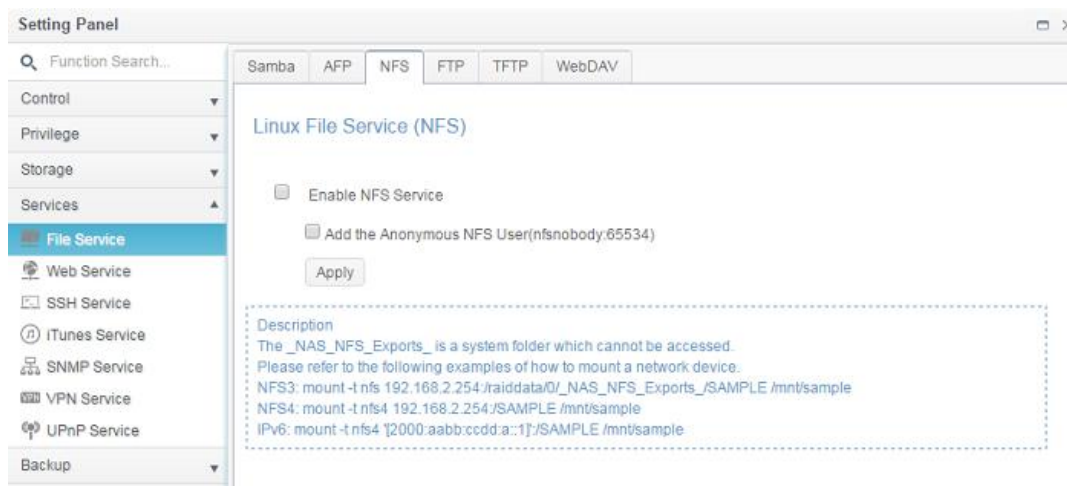 Setting Panel
Function Search...
Control
Privilege
Storage
Services
File Service
Web Service
SSH Service
iTunes Service
SNMP Service
VPN Service
UPnP Service
Backup
Samba AFP NFS FTP TFTP WebDAV
Linux File Service (NFS)
Enable NFS Service
Add the Anonymous NFS User(nfsnobody:65534)
Apply
Description
The _NAS_NFS_Exports_ is a system folder which cannot be accessed.
Please refer to the following examples of how to mount a network device.
NFS3: mount -t nfs 192.168.2.254:/raiddata/0/_NAS_NFS_Exports_/SAMPLE /mnt/sample
NFS4: mount -t nfs4 192.168.2.254:/SAMPLE /mnt/sample
IPv6: mount -t nfs4 '[2000:aabb:ccdd:a::1]':/SAMPLE /mnt/sample